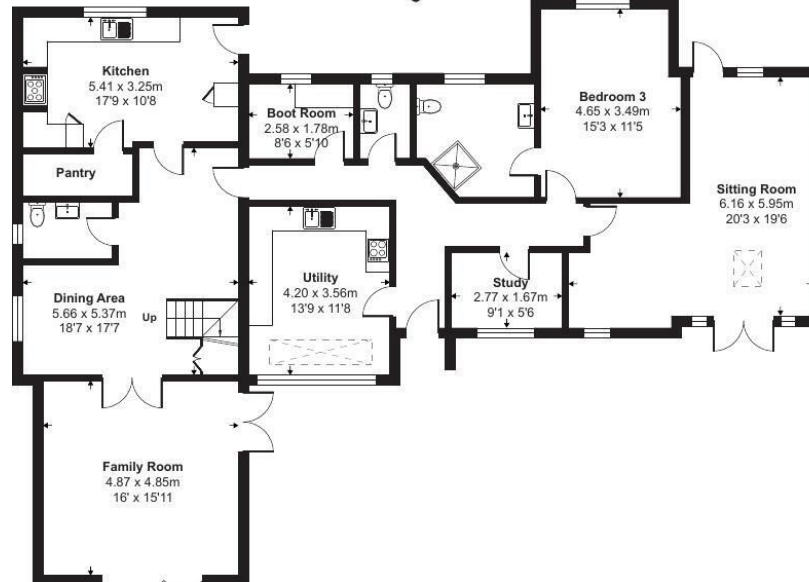 Kitchen
5.41 x 3.25m
17'9 x 10'8
Boot Room
2.58 x 1.78m
8'6 x 5'10
Bedroom 3
4.65 x 3.49m
15'3 x 11'5
Pantry
Sitting Room
6.16 x 5.95m
20'3 x 19'6
Utility
4.20 x 3.56m
13'9 x 11'8
Study
2.77 x 1.67m
9'1 x 5'6
Dining Area
5.66 x 5.37m
18'7 x 17'7
Up
Family Room
4.87 x 4.85m
16' x 15'11